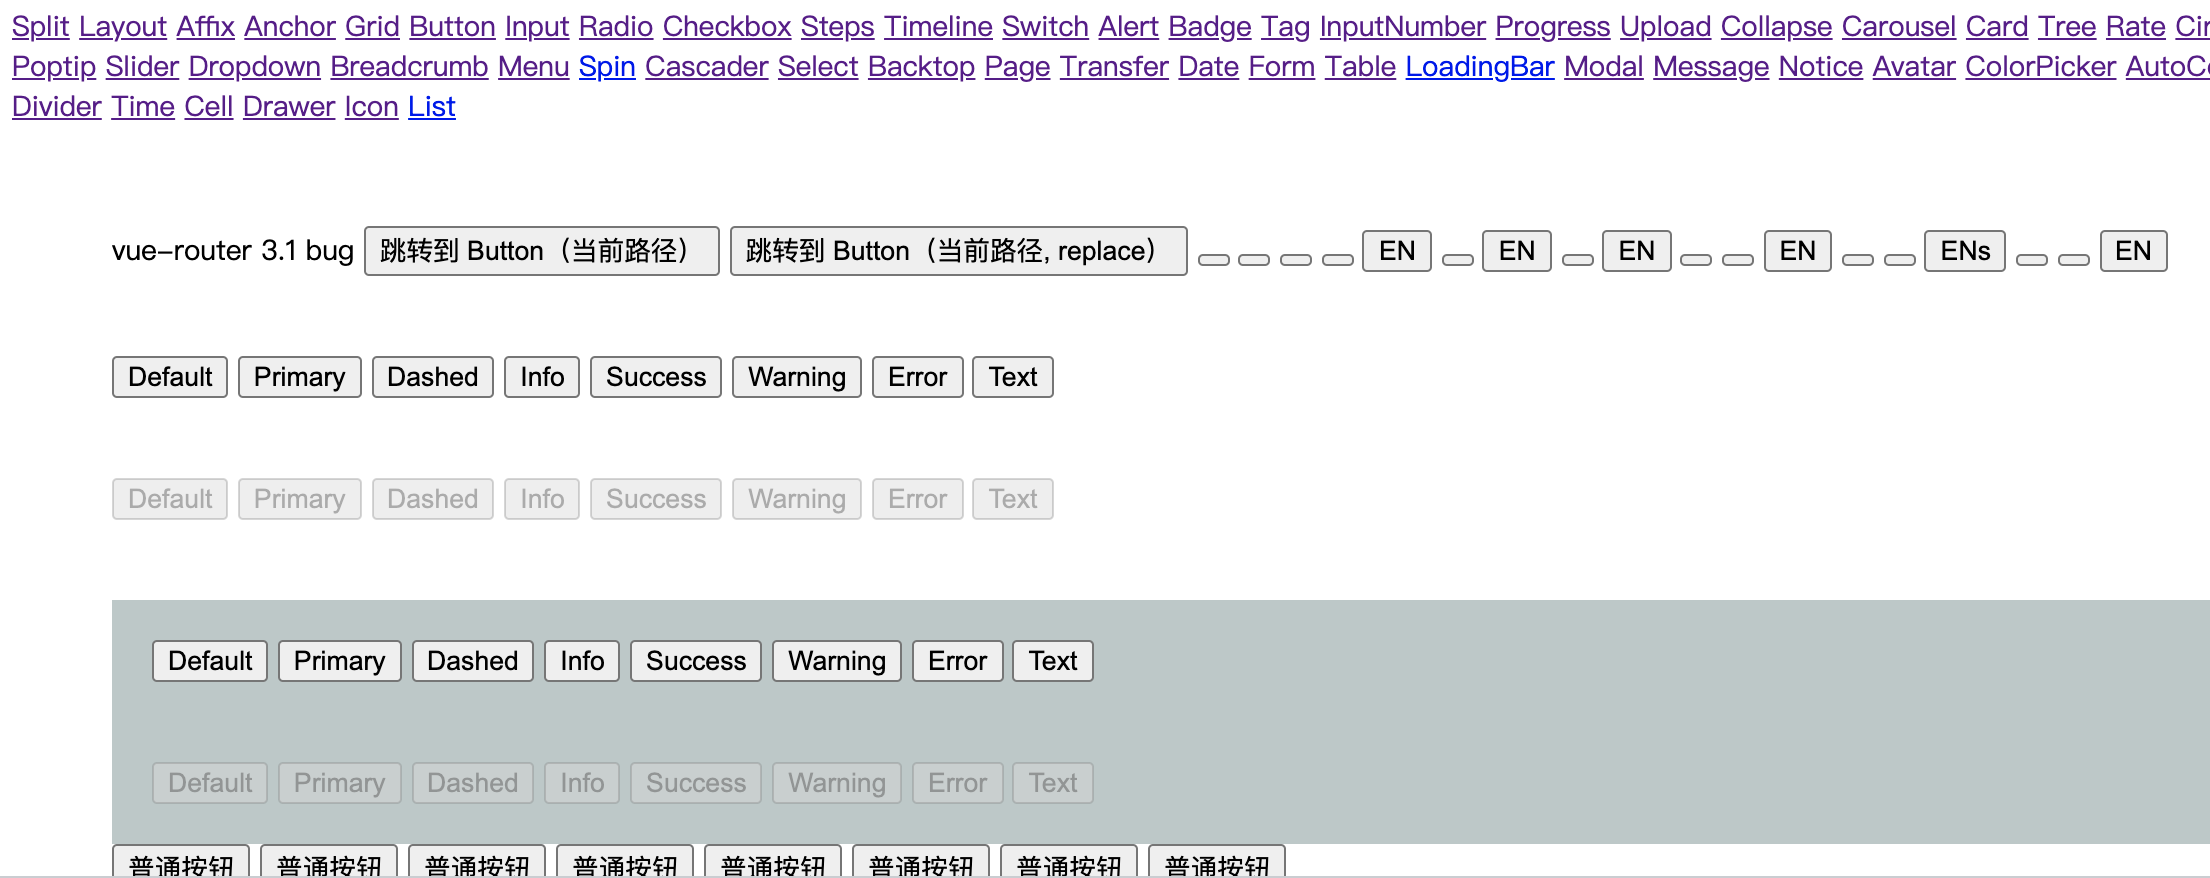 Split Layout Affix Anchor Grid Button Input Radio Checkbox Steps Timeline Switch Alert Badge Tag InputNumber Progress Upload Collapse Carousel Card Tree Rate
Poptip Slider Dropdown Breadcrumb Menu Spin Cascader Select Backtop Page Transfer Date Form Table LoadingBar Modal Message Notice Avatar ColorPicker
Divider Time Cell Drawer Icon List
vue-router 3.1 bug 跳转到 Button（当前路径） 跳转到 Button（当前路径, replace） EN EN EN EN ENs EN
Default Primary Dashed Info Success Warning Error Text
Default Primary Dashed Info Success Warning Error Text
Default Primary Dashed Info Success Warning Error Text
Default Primary Dashed Info Success Warning Error Text
普通按钮 普通按钮 普通按钮 普通按钮 普通按钮 普通按钮 普通按钮 普通按钮